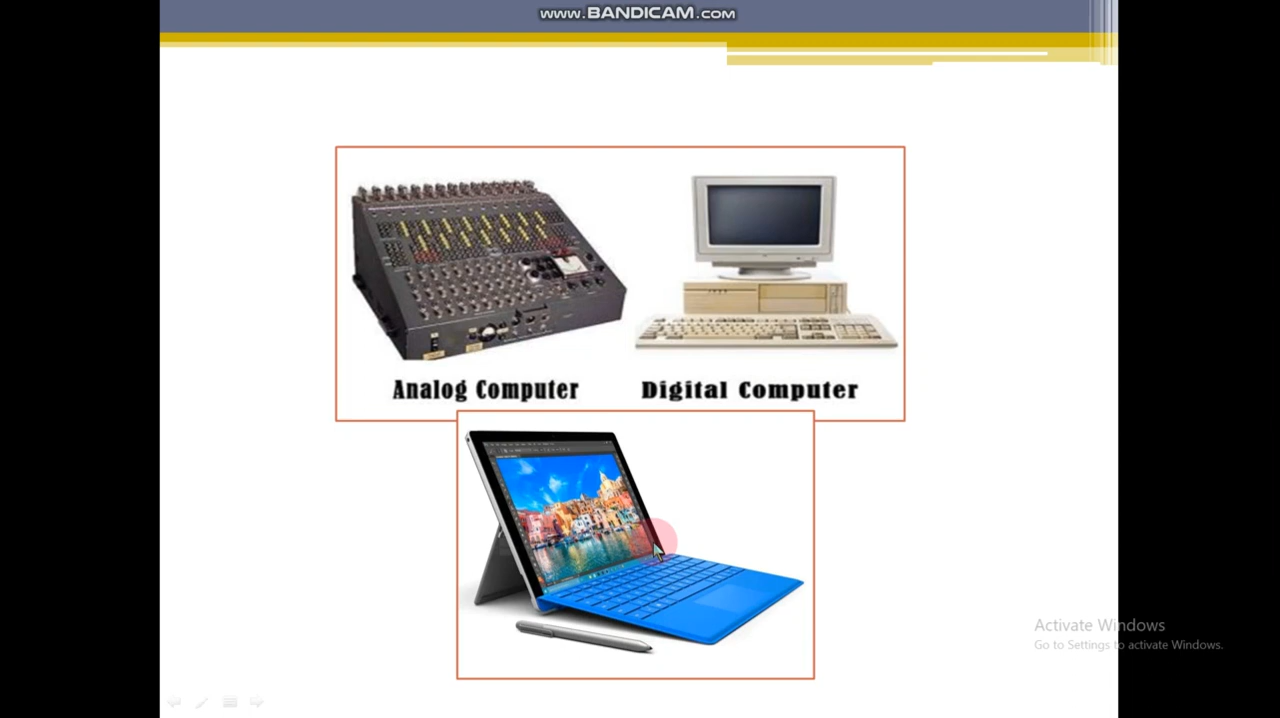 www.BANDICAM.com
Analog Computer
Digital Computer
Activate Windows
Go to Settings to activate Windows.